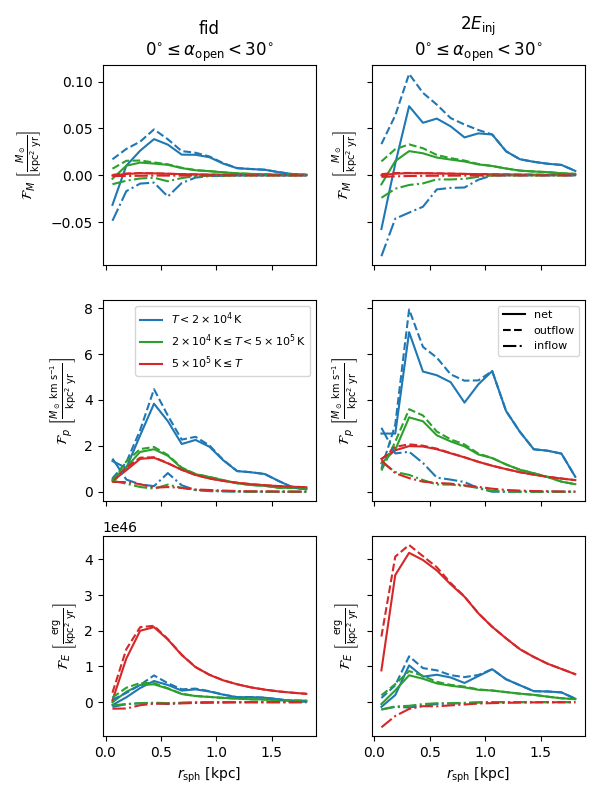 fid
0° ≤ α_open < 30°
2E_inj
0° ≤ α_open < 30°
0.10
0.05
0.00
−0.05
ℱ_M [M_⊙ / kpc² yr]
ℱ_M [M_⊙ / kpc² yr]
8
6
4
2
0
ℱ_p [M_⊙ km s⁻¹ / kpc² yr]
T < 2 × 10⁴ K
2 × 10⁴ K ≤ T < 5 × 10⁵ K
5 × 10⁵ K ≤ T
ℱ_p [M_⊙ km s⁻¹ / kpc² yr]
net
outflow
inflow
1e46
4
3
2
1
0
ℱ_E [erg / kpc² yr]
ℱ_E [erg / kpc² yr]
0.0 0.5 1.0 1.5
0.0 0.5 1.0 1.5
r_sph [kpc]
r_sph [kpc]